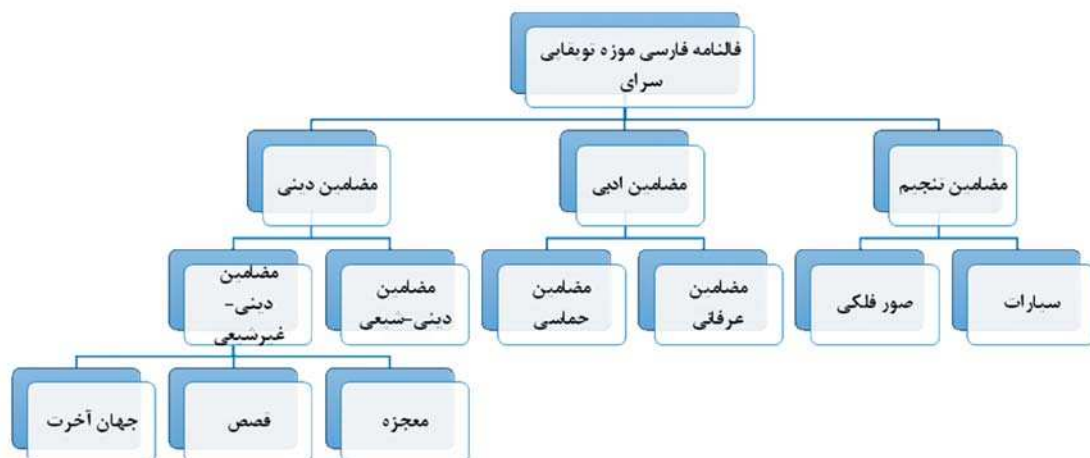 فالنامه فارسی موزه توپقاپی
سرای
مضامین تنجیم
مضامین ادبی
مضامین دینی
سیارات
صور فلکی
مضامین
عرفانی
مضامین
حماسی
مضامین
دینی-شیعی
مضامین
دینی-
غیرشیعی
معجزه
قصص
جهان آخرت